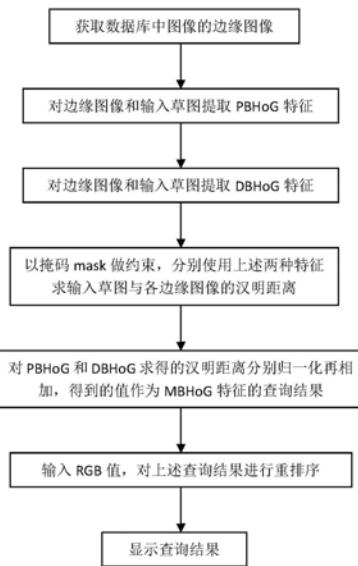 获取数据库中图像的边缘图像
对边缘图像和输入草图提取 PBHoG 特征
对边缘图像和输入草图提取 DBHoG 特征
以掩码 mask 做约束，分别使用上述两种特征
求输入草图与各边缘图像的汉明距离
对 PBHoG 和 DBHoG 求得的汉明距离分别归一化再相
加，得到的值作为 MBHoG 特征的查询结果
输入 RGB 值，对上述查询结果进行重排序
显示查询结果